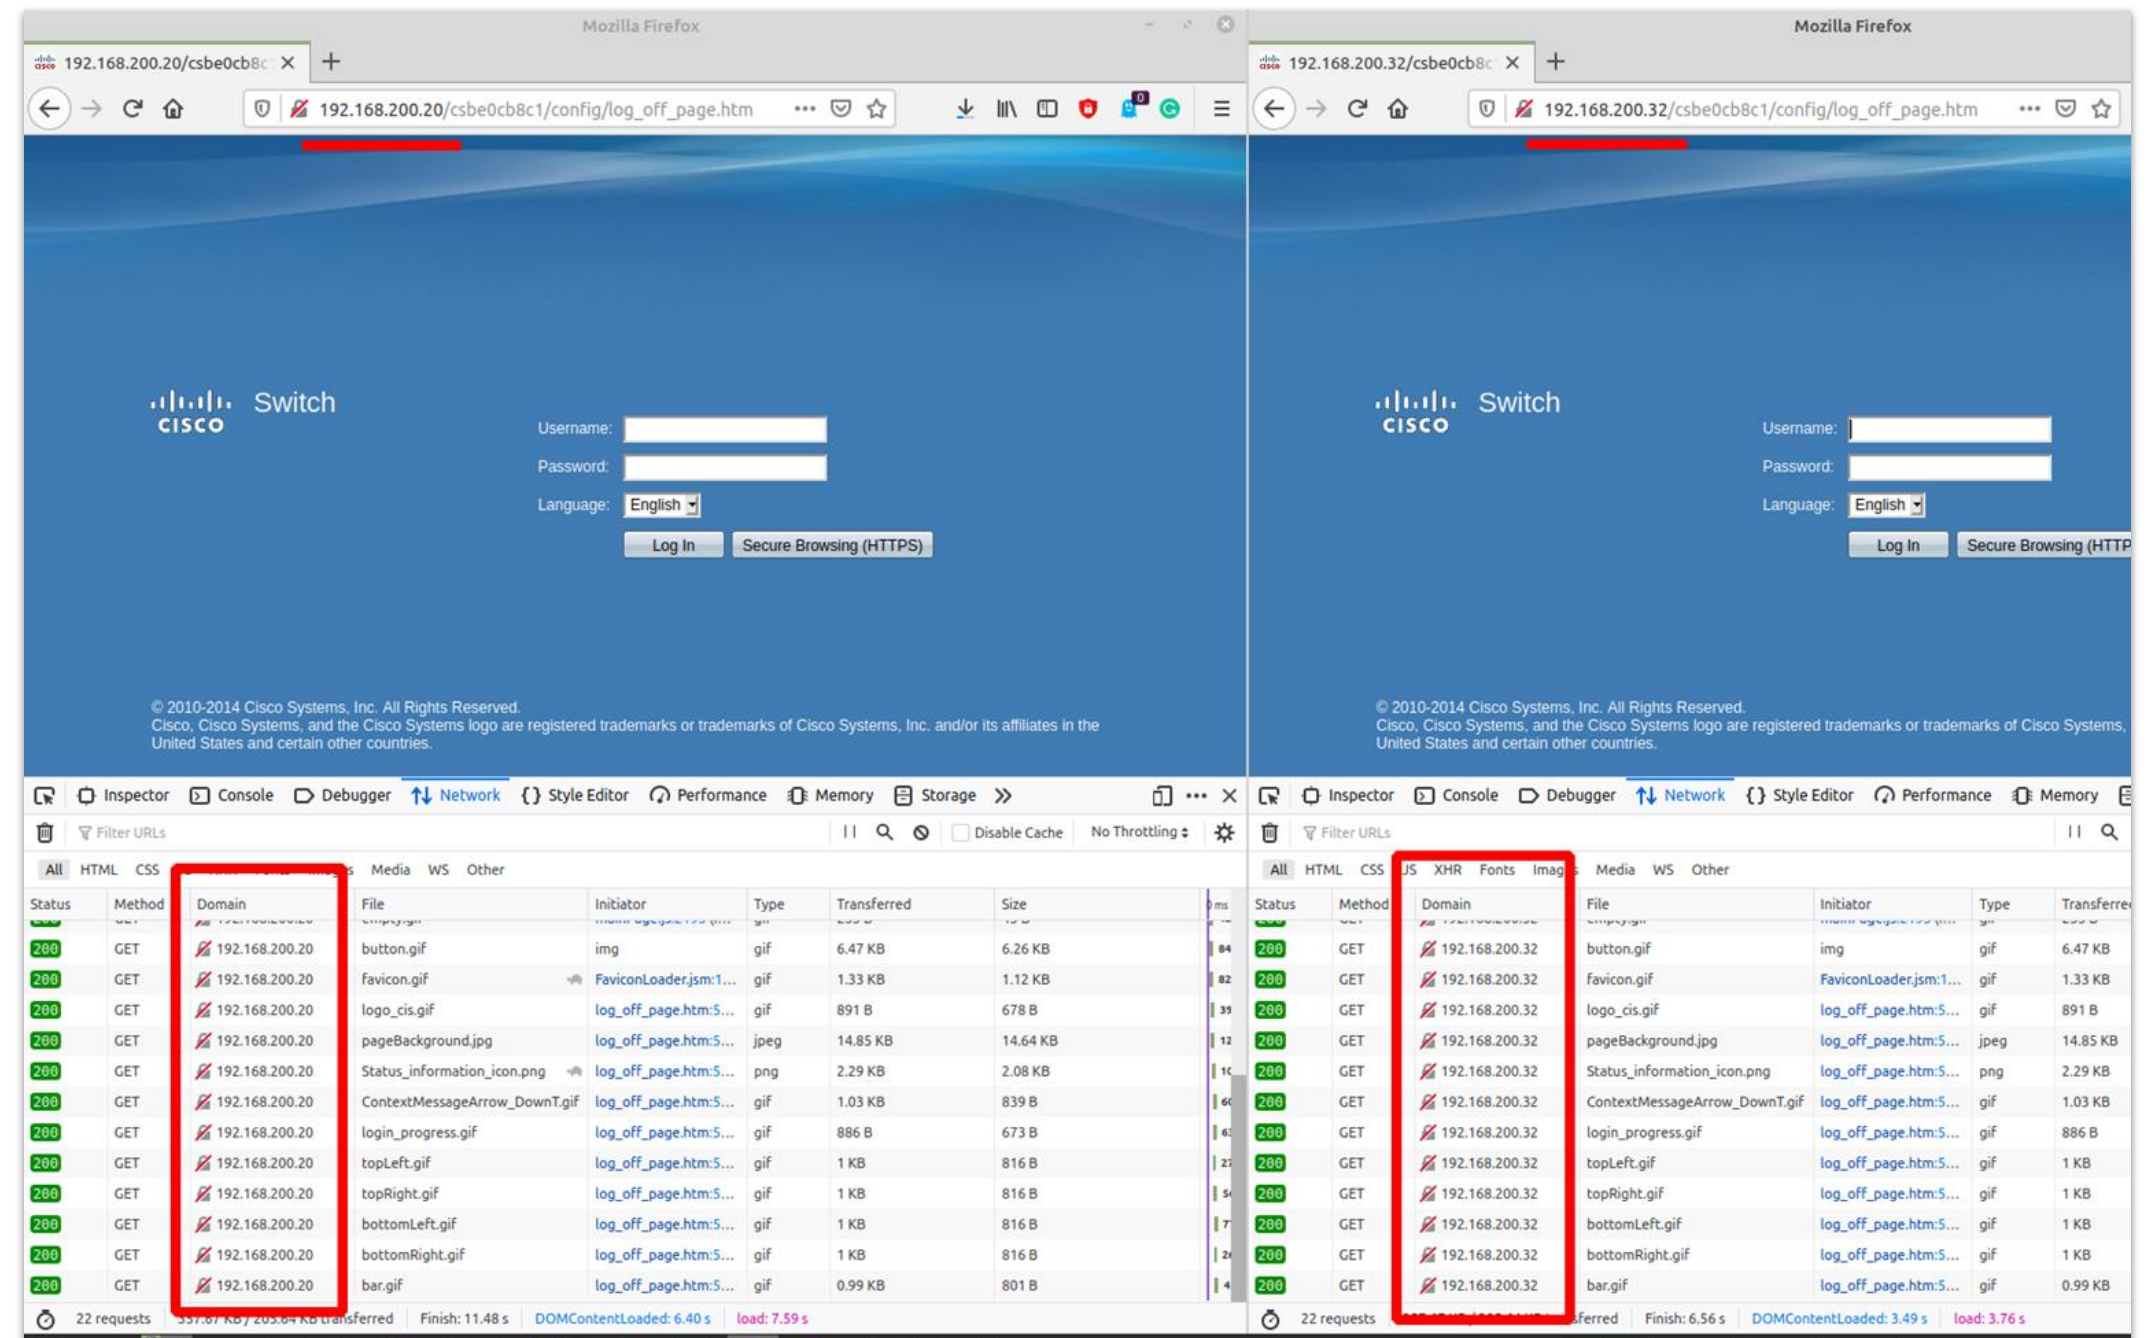 Mozilla Firefox
192.168.200.20/csbe0cb8c
192.168.200.20/csbe0cb8c1/config/log_off_page.htm
0
CISCO
Switch
Username:
Password:
Language: English
Log In Secure Browsing (HTTPS)
© 2010-2014 Cisco Systems, Inc. All Rights Reserved.
Cisco, Cisco Systems, and the Cisco Systems logo are registered trademarks or trademarks of Cisco Systems, Inc. and/or its affiliates in the
United States and certain other countries.
Inspector Console Debugger Network Style Editor Performance Memory Storage
Filter URLs Disable Cache No Throttling
All HTML CSS Media WS Other
Status Method Domain File Initiator Type Transferred Size
200 GET 192.168.200.20 button.gif img gif 6.47 KB 6.26 KB 84
200 GET 192.168.200.20 favicon.gif FaviconLoader.jsm:1... gif 1.33 KB 1.12 KB 82
200 GET 192.168.200.20 logo_cis.gif log_off_page.htm:5... gif 891 B 678 B
200 GET 192.168.200.20 pageBackground.jpg log_off_page.htm:5... jpeg 14.85 KB 14.64 KB
200 GET 192.168.200.20 Status_information_icon.png log_off_page.htm:5... png 2.29 KB 2.08 KB
200 GET 192.168.200.20 ContextMessageArrow_DownT.gif log_off_page.htm:5... gif 1.03 KB 839 B
200 GET 192.168.200.20 login_progress.gif log_off_page.htm:5... gif 886 B 673 B
200 GET 192.168.200.20 topLeft.gif log_off_page.htm:5... gif 1 KB 816 B
200 GET 192.168.200.20 topRight.gif log_off_page.htm:5... gif 1 KB 816 B
200 GET 192.168.200.20 bottomLeft.gif log_off_page.htm:5... gif 1 KB 816 B
200 GET 192.168.200.20 bottomRight.gif log_off_page.htm:5... gif 1 KB 816 B
200 GET 192.168.200.20 bar.gif log_off_page.htm:5... gif 0.99 KB 801 B
22 requests Finish: 11.48 s DOMContentLoaded: 6.40 s load: 7.59 s
Mozilla Firefox
192.168.200.32/csbe0cb8c
192.168.200.32/csbe0cb8c1/config/log_off_page.htm
CISCO
Switch
Username:
Password:
Language: English
Log In Secure Browsing (HTTP
© 2010-2014 Cisco Systems, Inc. All Rights Reserved.
Cisco, Cisco Systems, and the Cisco Systems logo are registered trademarks or trademarks of Cisco Systems,
United States and certain other countries.
Inspector Console Debugger Network Style Editor Performance Memory
Filter URLs
All HTML CSS JS XHR Fonts Media WS Other
Status Method Domain File Initiator Type Transferre
200 GET 192.168.200.32 button.gif img gif 6.47 KB
200 GET 192.168.200.32 favicon.gif FaviconLoader.jsm:1... gif 1.33 KB
200 GET 192.168.200.32 logo_cis.gif log_off_page.htm:5... gif 891 B
200 GET 192.168.200.32 pageBackground.jpg log_off_page.htm:5... jpeg 14.85 KB
200 GET 192.168.200.32 Status_information_icon.png log_off_page.htm:5... png 2.29 KB
200 GET 192.168.200.32 ContextMessageArrow_DownT.gif log_off_page.htm:5... gif 1.03 KB
200 GET 192.168.200.32 login_progress.gif log_off_page.htm:5... gif 886 B
200 GET 192.168.200.32 topLeft.gif log_off_page.htm:5... gif 1 KB
200 GET 192.168.200.32 topRight.gif log_off_page.htm:5... gif 1 KB
200 GET 192.168.200.32 bottomLeft.gif log_off_page.htm:5... gif 1 KB
200 GET 192.168.200.32 bottomRight.gif log_off_page.htm:5... gif 1 KB
200 GET 192.168.200.32 bar.gif log_off_page.htm:5... gif 0.99 KB
22 requests Finish: 6.56 s DOMContentLoaded: 3.49 s load: 3.76 s